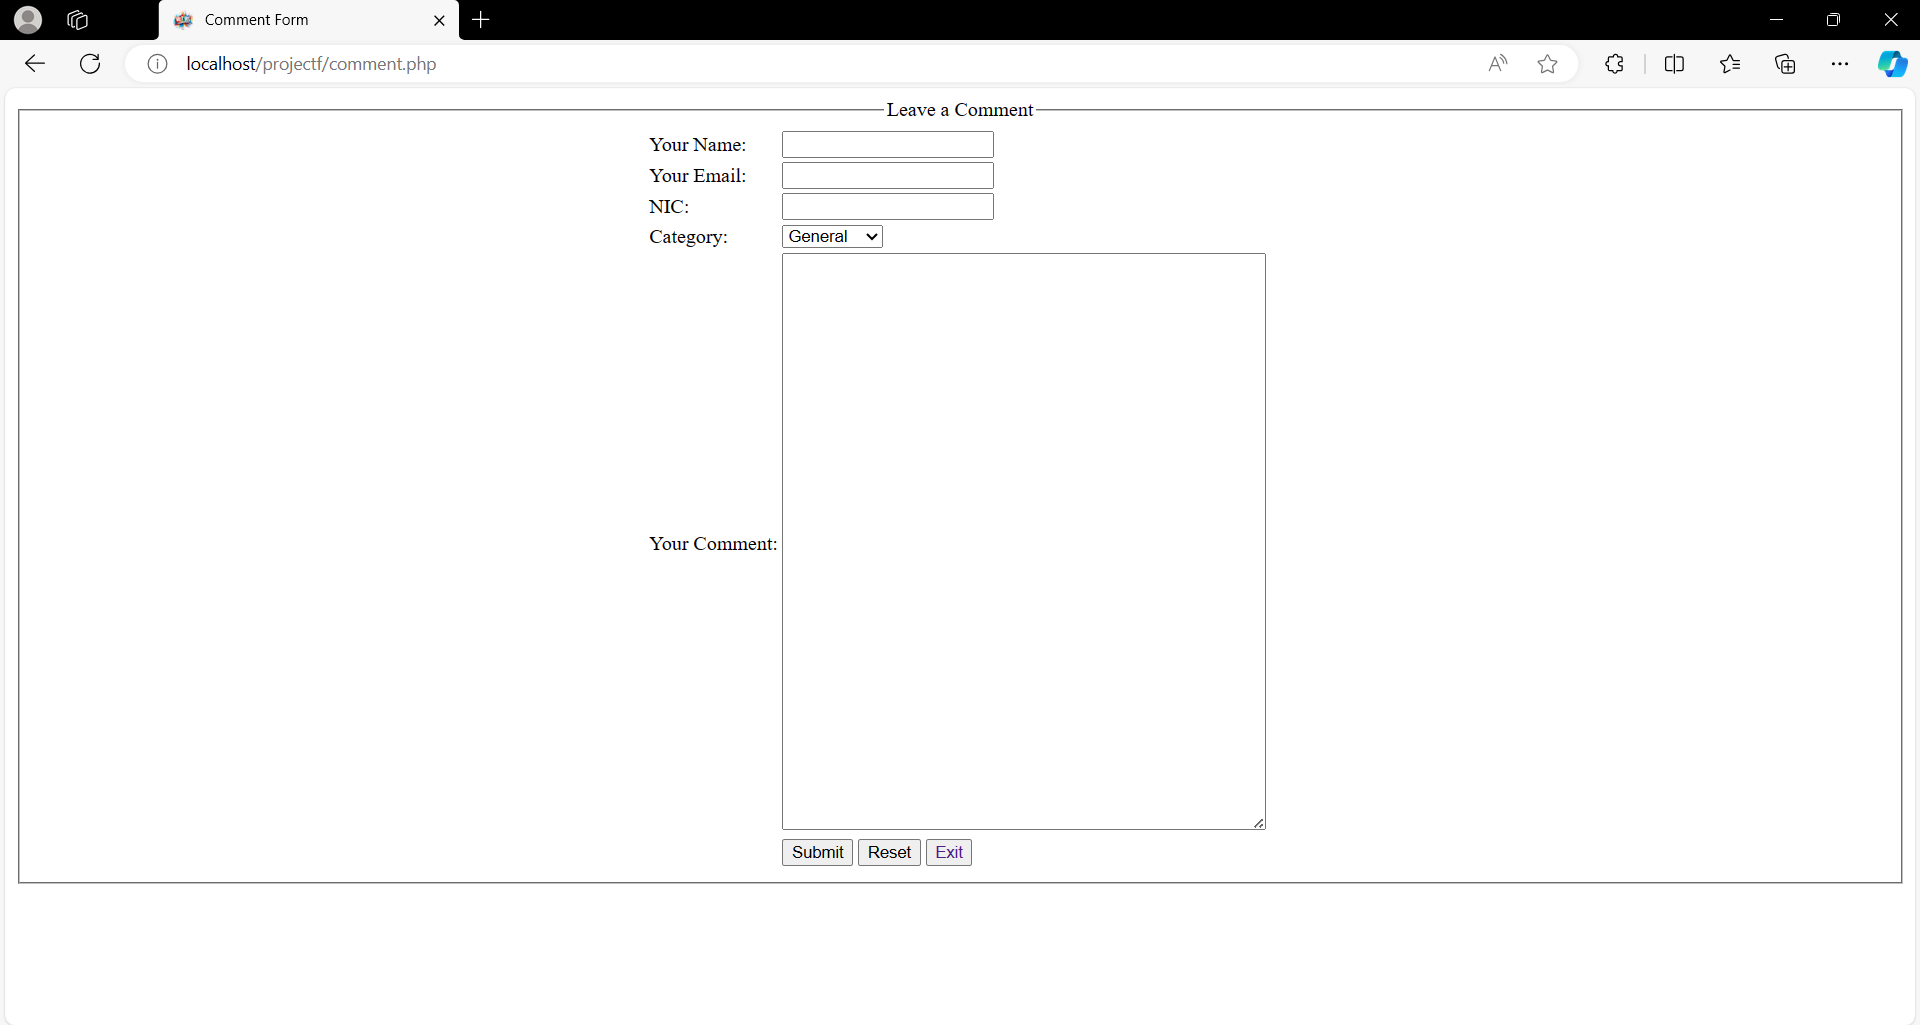 Comment Form
localhost/projectf/comment.php
Leave a Comment
Your Name:
Your Email:
NIC:
Category: General
Your Comment:
Submit Reset Exit